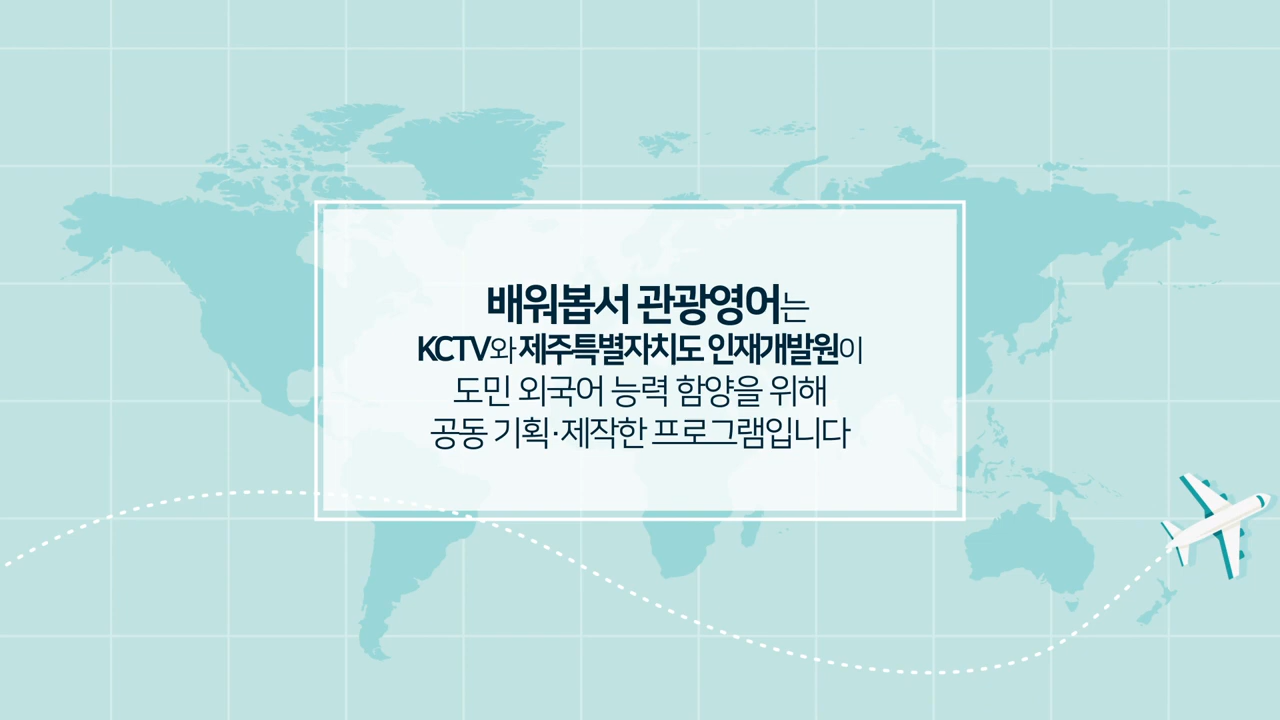 배워봅서 관광영어는
KCTV와 제주특별자치도 인재개발원이
도민 외국어 능력 함양을 위해
공동 기획·제작한 프로그램입니다